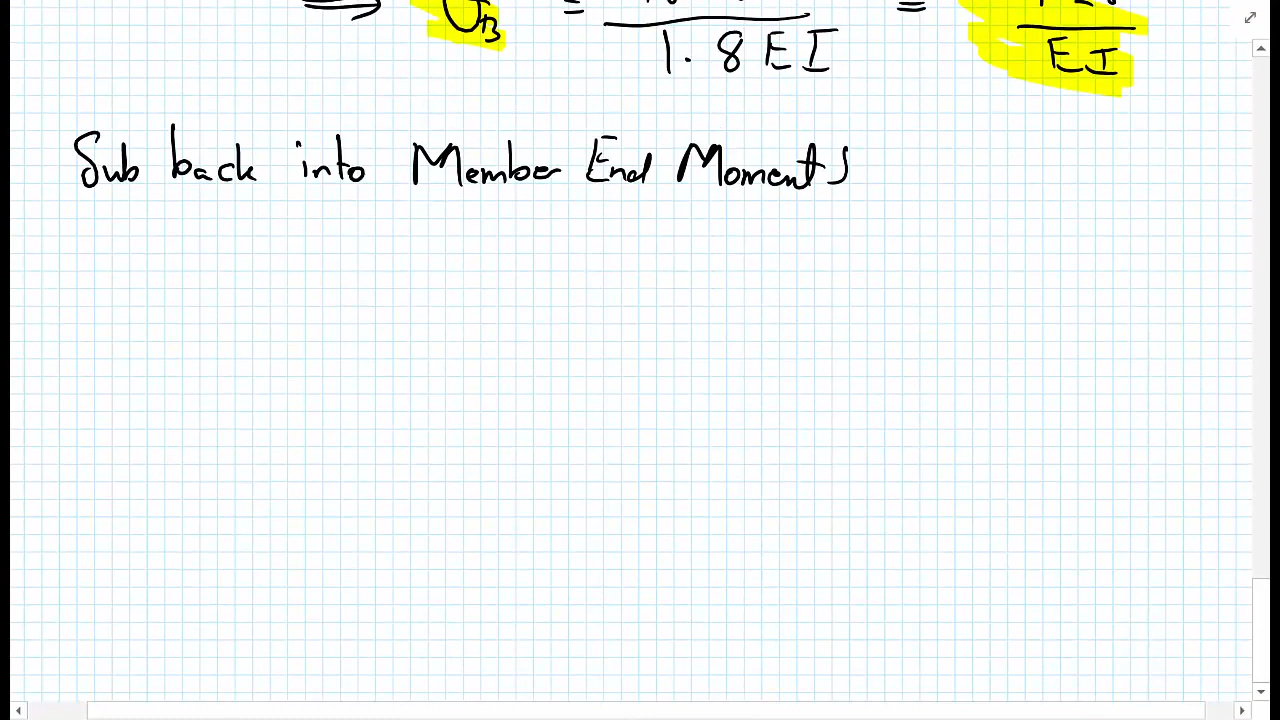 ⟹ θB = 1.8 EI = EI
Sub back into Member End Moments